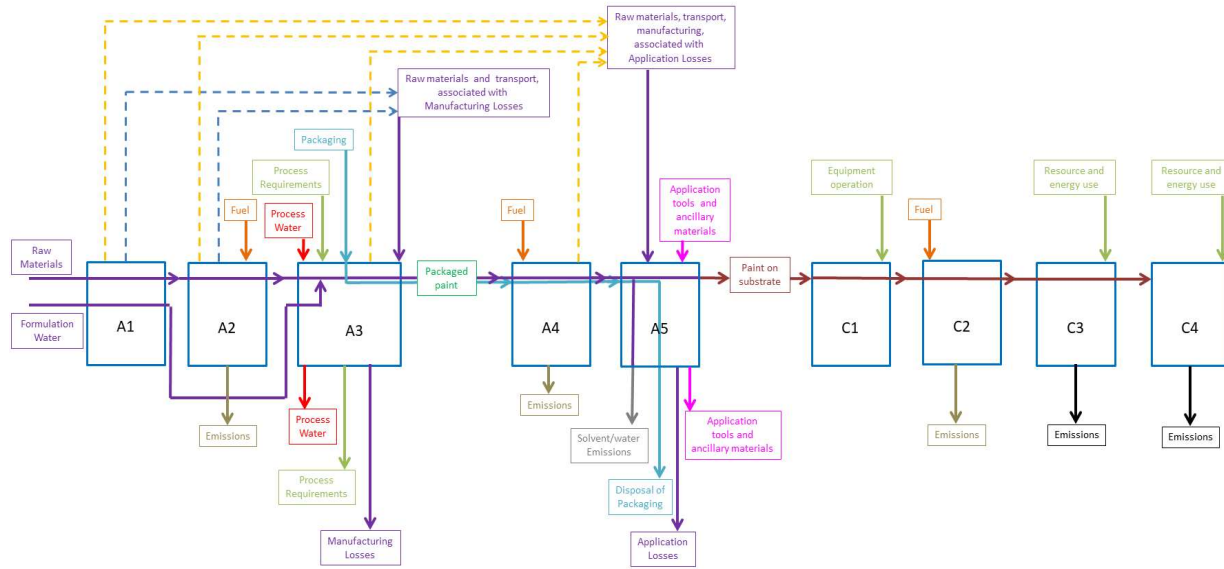 Raw materials, transport,
manufacturing,
associated with
Application Losses
Raw materials and transport,
associated with
Manufacturing Losses
Packaging
Process
Requirements
Equipment
operation
Resource and
energy use
Resource and
energy use
Application
tools and
ancillary
materials
Fuel
Process
Water
Fuel
Fuel
Raw
Materials
Packaged
paint
Paint on
substrate
Formulation
Water
A1
A2
A3
A4
A5
C1
C2
C3
C4
Emissions
Process
Water
Emissions
Solvent/water
Emissions
Application
tools and
ancillary materials
Emissions
Emissions
Emissions
Process
Requirements
Disposal of
Packaging
Manufacturing
Losses
Application
Losses